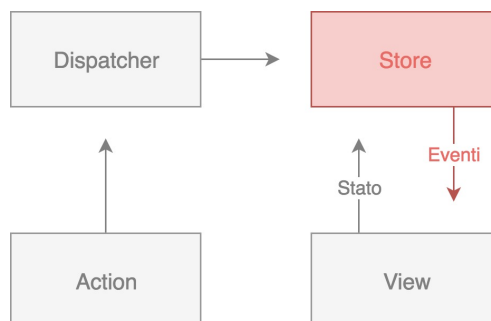 Dispatcher
Store
Eventi
Stato
Action
View